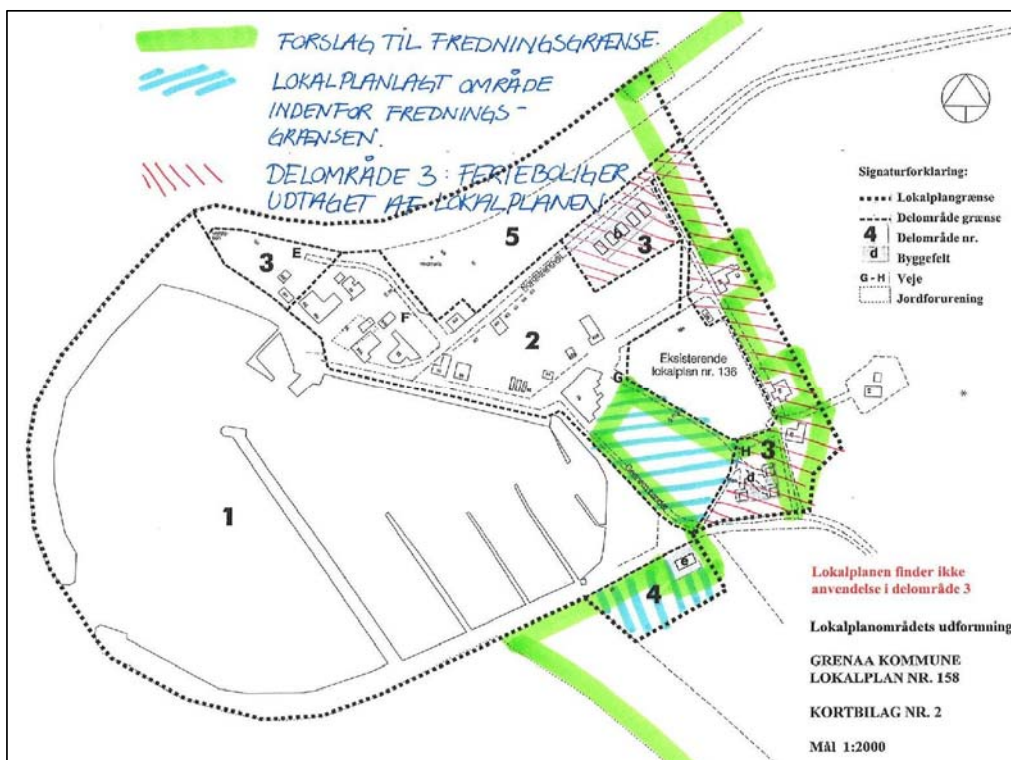 FORSLAG TIL FREDNINGSGRÆNSE.
LOKALPLANLAGT OMRÅDE
INDENFOR FREDNINGS-
GRÆNSEN.
DELOMRÅDE 3: FERIEBOLIGER
UDTAGET AF LOKALPLANEN
Signaturforklaring:
Lokalplangrænse
Delområde grænse
4 Delområde nr.
d Byggefelt
G-H Veje
Jordforurening
5
3
E
3
F
2
Eksisterende
lokalplan nr. 136
G
H
3
d
1
4
Lokalplanen finder ikke
anvendelse i delområde 3
Lokalplanområdets udformning
GRENAA KOMMUNE
LOKALPLAN NR. 158
KORTBILAG NR. 2
Mål 1:2000